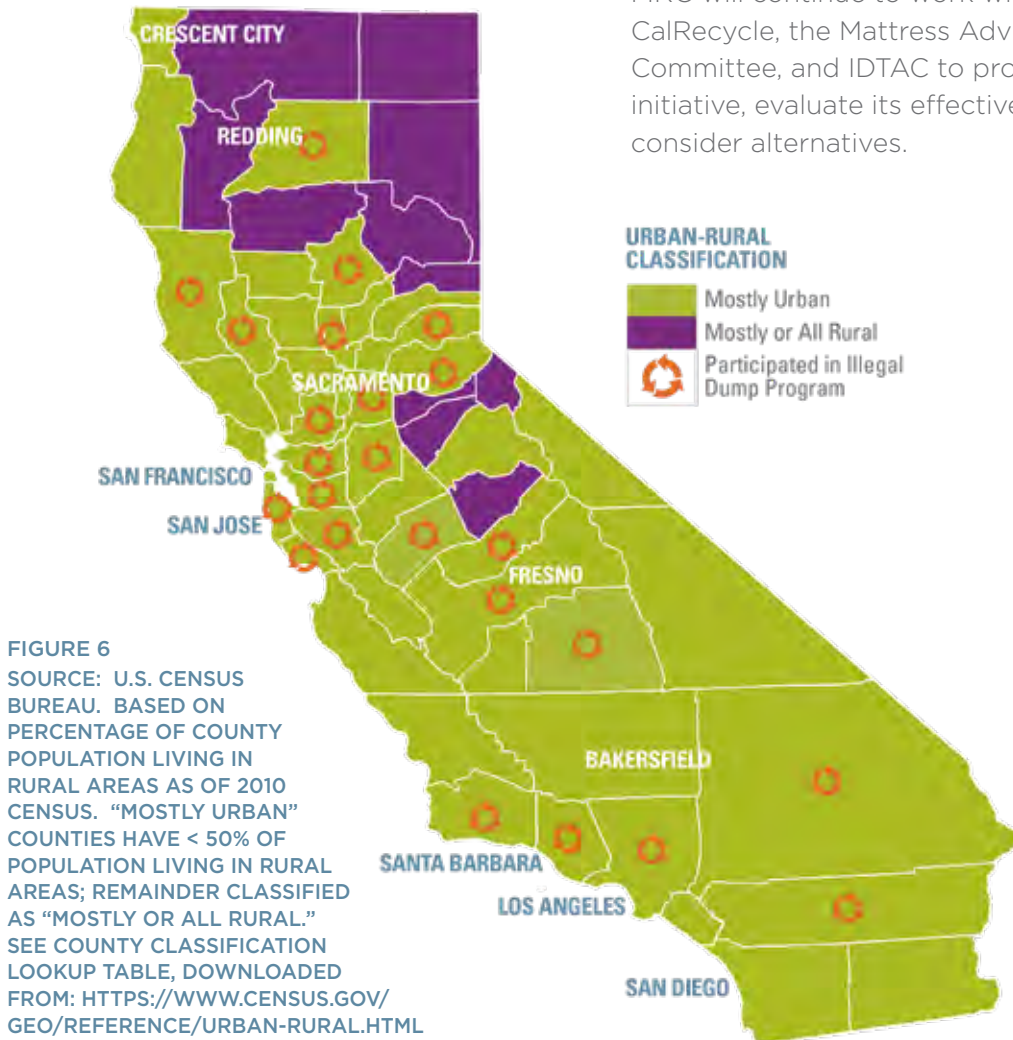 CalRecycle, the Mattress Adv
Committee, and IDTAC to pro
initiative, evaluate its effective
consider alternatives.
CRESCENT CITY
REDDING
URBAN-RURAL
CLASSIFICATION
Mostly Urban
Mostly or All Rural
Participated in Illegal
Dump Program
SACRAMENTO
SAN FRANCISCO
SAN JOSE
FRESNO
BAKERSFIELD
SANTA BARBARA
LOS ANGELES
SAN DIEGO
FIGURE 6
SOURCE: U.S. CENSUS
BUREAU. BASED ON
PERCENTAGE OF COUNTY
POPULATION LIVING IN
RURAL AREAS AS OF 2010
CENSUS. “MOSTLY URBAN”
COUNTIES HAVE < 50% OF
POPULATION LIVING IN RURAL
AREAS; REMAINDER CLASSIFIED
AS “MOSTLY OR ALL RURAL.”
SEE COUNTY CLASSIFICATION
LOOKUP TABLE, DOWNLOADED
FROM: HTTPS://WWW.CENSUS.GOV/
GEO/REFERENCE/URBAN-RURAL.HTML